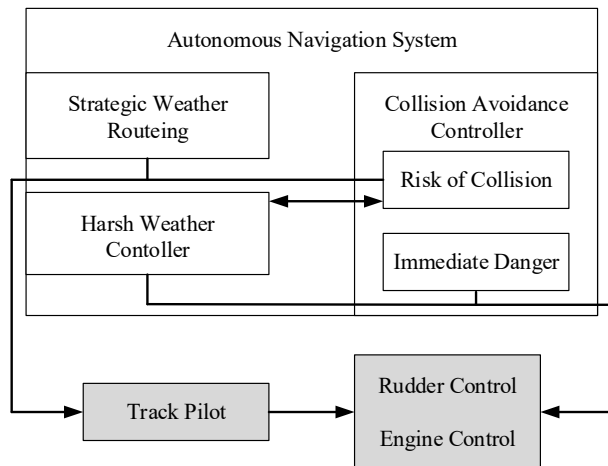 Autonomous Navigation System
Strategic Weather
Routeing
Collision Avoidance
Controller
Risk of Collision
Harsh Weather
Contoller
Immediate Danger
Track Pilot
Rudder Control
Engine Control